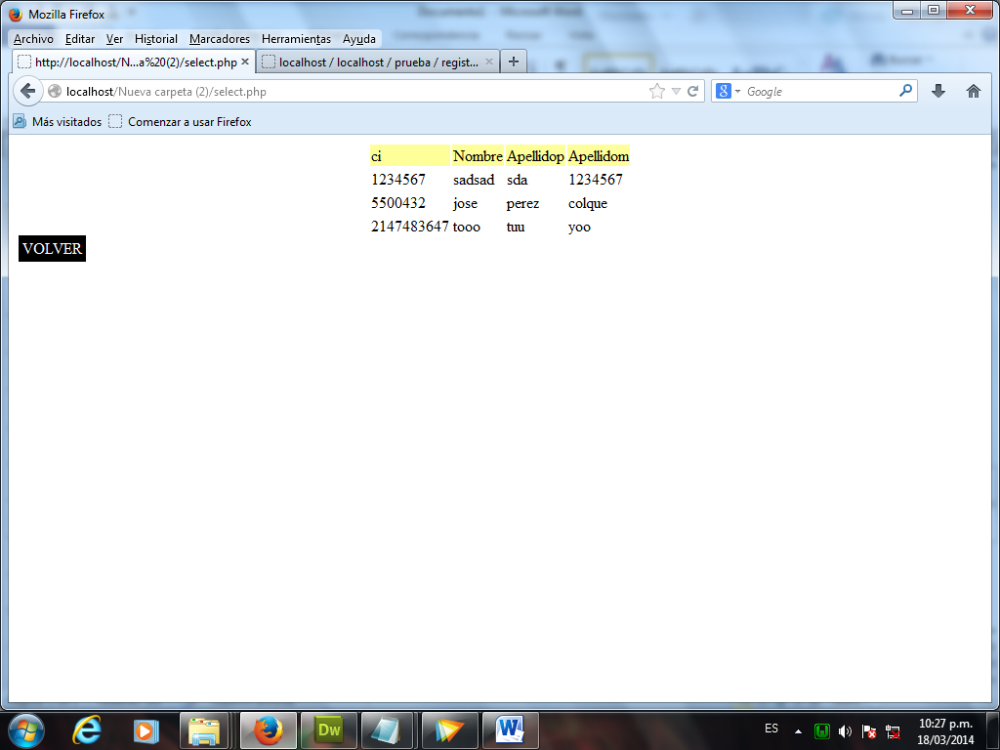 Mozilla Firefox
Archivo Editar Ver Historial Marcadores Herramientas Ayuda
http://localhost/N...a%20(2)/select.php localhost / localhost / prueba / regist...
localhost/Nueva carpeta (2)/select.php Google
Más visitados Comenzar a usar Firefox
ci Nombre Apellidop Apellidom
1234567 sadsad sda 1234567
5500432 jose perez colque
2147483647 tooo tuu yoo
VOLVER
ES 10:27 p.m.
18/03/2014